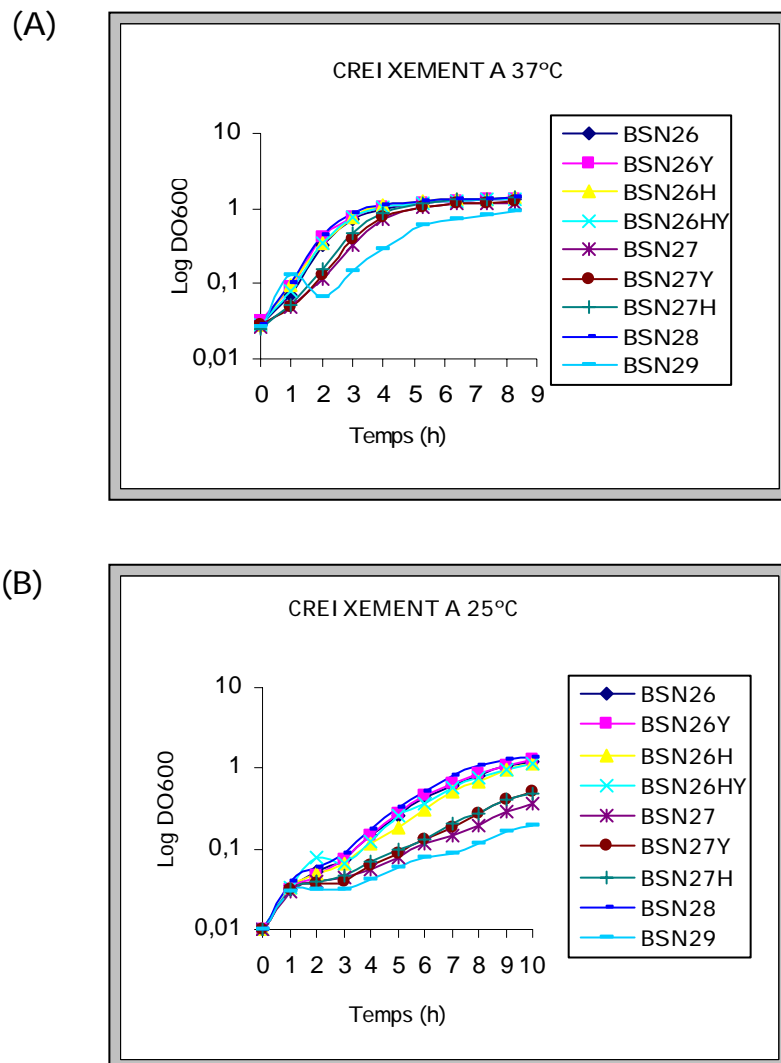 (A)
CREIXEMENT A 37ºC
10
1
0,1
0,01
Log DO600
0 1 2 3 4 5 6 7 8 9
Temps (h)
BSN26
BSN26Y
BSN26H
BSN26HY
BSN27
BSN27Y
BSN27H
BSN28
BSN29
(B)
CREIXEMENT A 25ºC
10
1
0,1
0,01
Log DO600
0 1 2 3 4 5 6 7 8 9 10
Temps (h)
BSN26
BSN26Y
BSN26H
BSN26HY
BSN27
BSN27Y
BSN27H
BSN28
BSN29